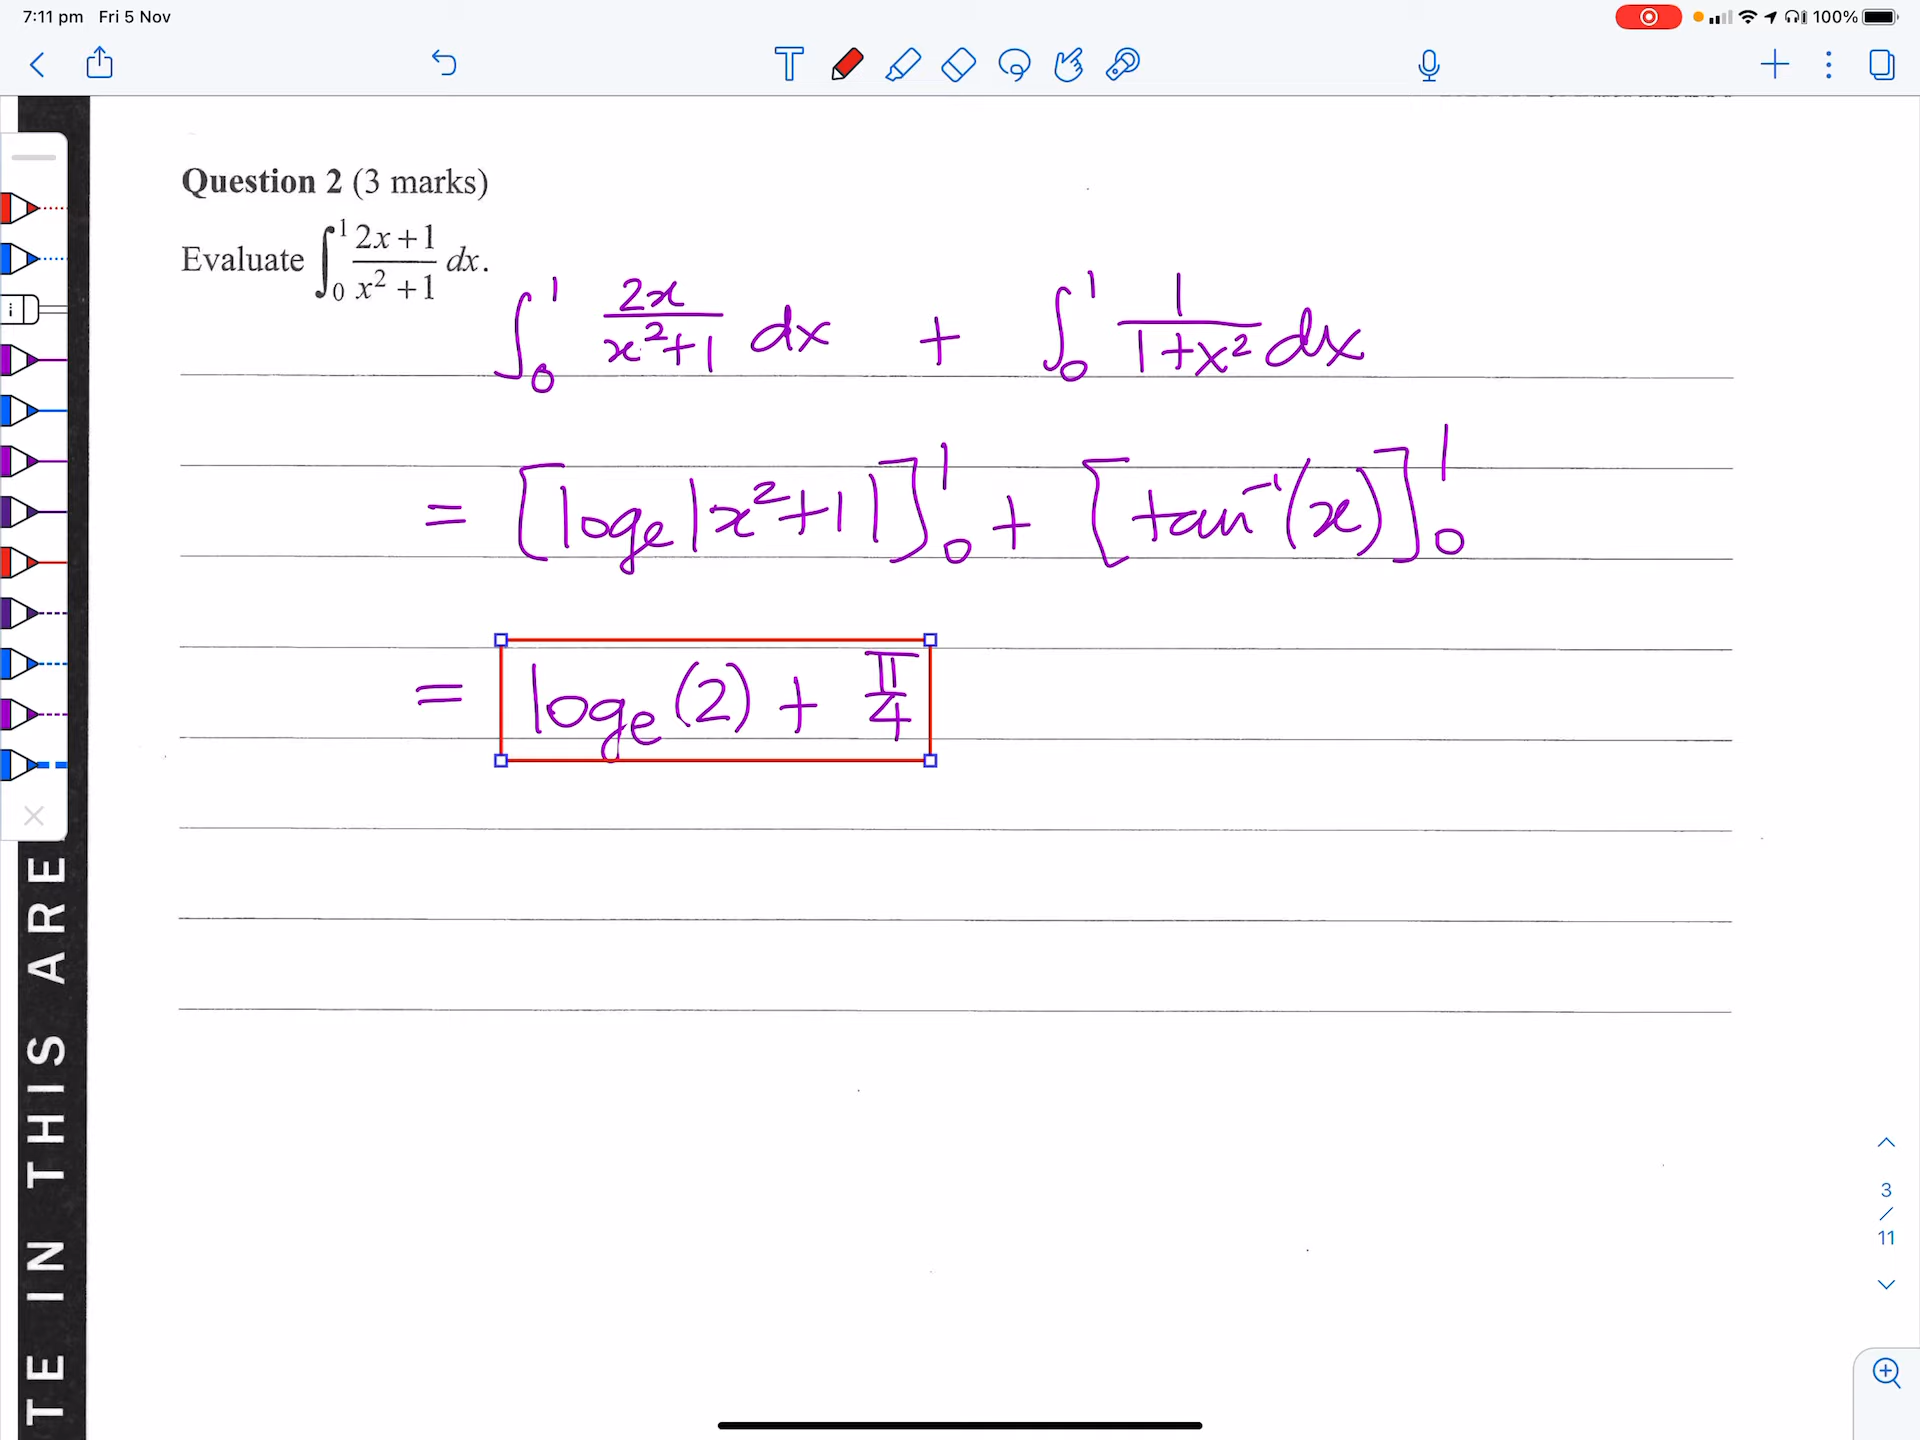 7:11 pm Fri 5 Nov 100%
Question 2 (3 marks)
Evaluate ∫₀¹ (2x+1)/(x²+1) dx.
∫₀¹ 2x/(x²+1) dx + ∫₀¹ 1/(1+x²) dx
= [logₑ|x²+1|]₀¹ + [tan⁻¹(x)]₀¹
= logₑ(2) + π/4
TE IN THIS ARE
3
/
11